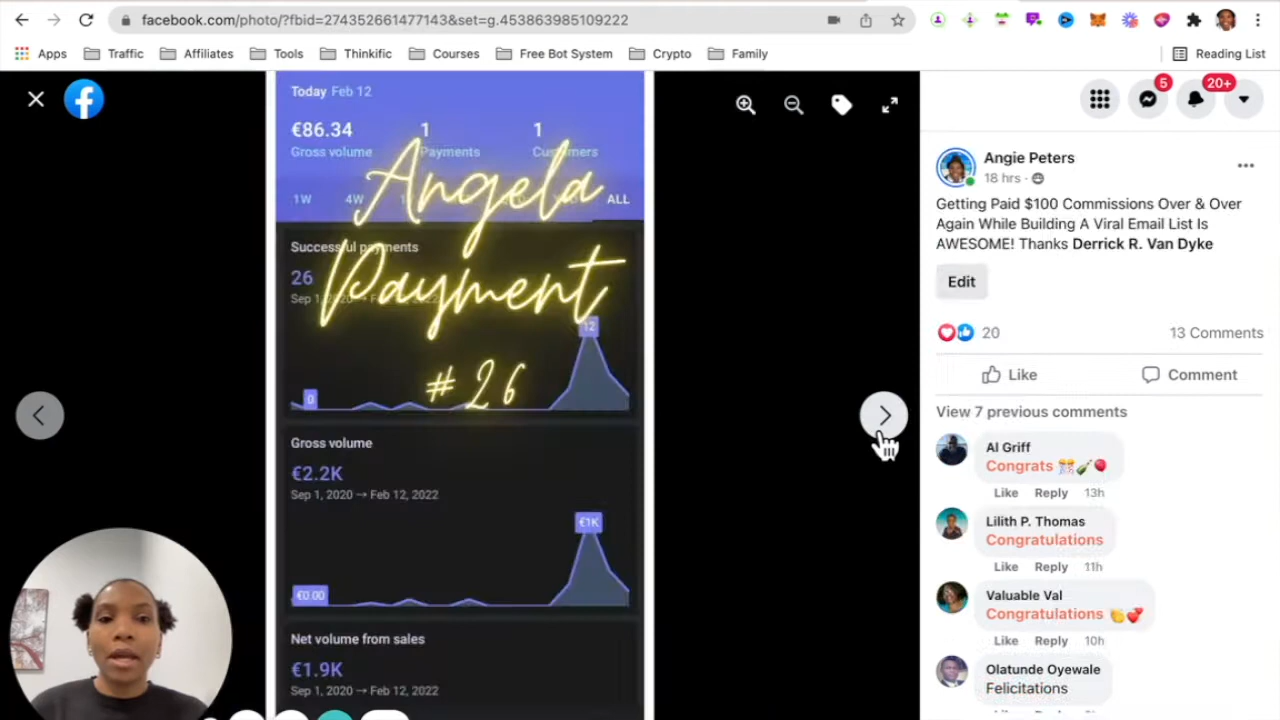 facebook.com/photo/?fbid=274352661477143&set=g.453863985109222
Apps Traffic Affiliates Tools Thinkific Courses Free Bot System Crypto Family Reading List
Today Feb 12
€86.34 1 1
Gross volume Payments Customers
1W 4W ALL
Angela
Successful payments
26
Payment
Sep 1, 2020 → Feb 12, 2022
12
#26
0
Gross volume
€2.2K
Sep 1, 2020 → Feb 12, 2022
€1K
€0.00
Net volume from sales
€1.9K
Sep 1, 2020 → Feb 12, 2022
5 20+
Angie Peters
18 hrs ·
Getting Paid $100 Commissions Over & Over
Again While Building A Viral Email List Is
AWESOME! Thanks Derrick R. Van Dyke
Edit
20 13 Comments
Like Comment
View 7 previous comments
Al Griff
Congrats
Like Reply 13h
Lilith P. Thomas
Congratulations
Like Reply 11h
Valuable Val
Congratulations
Like Reply 10h
Olatunde Oyewale
Felicitations